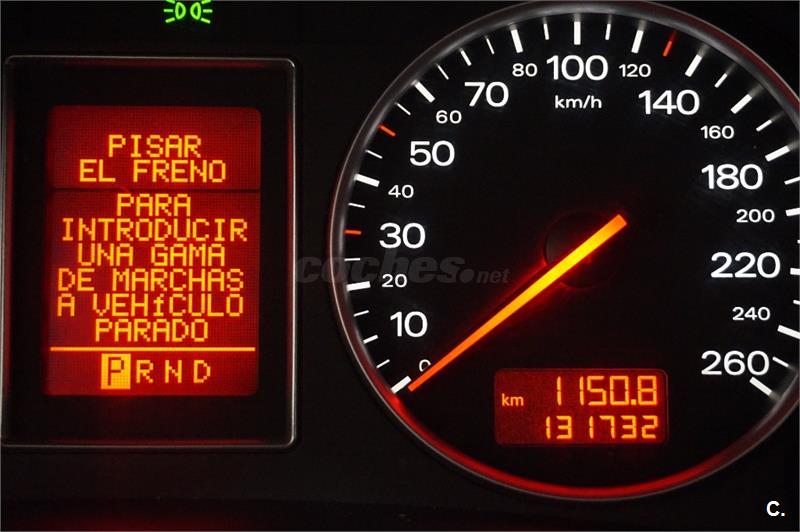 PISAR
EL FRENO
PARA
INTRODUCIR
UNA GAMA
DE MARCHAS
A VEHíCULO
PARADO
P R N D
0
10
20
30
40
50
60
70
80
100
120
140
160
180
200
220
240
260
km/h
km 1150.8
131732
coches.net
C.